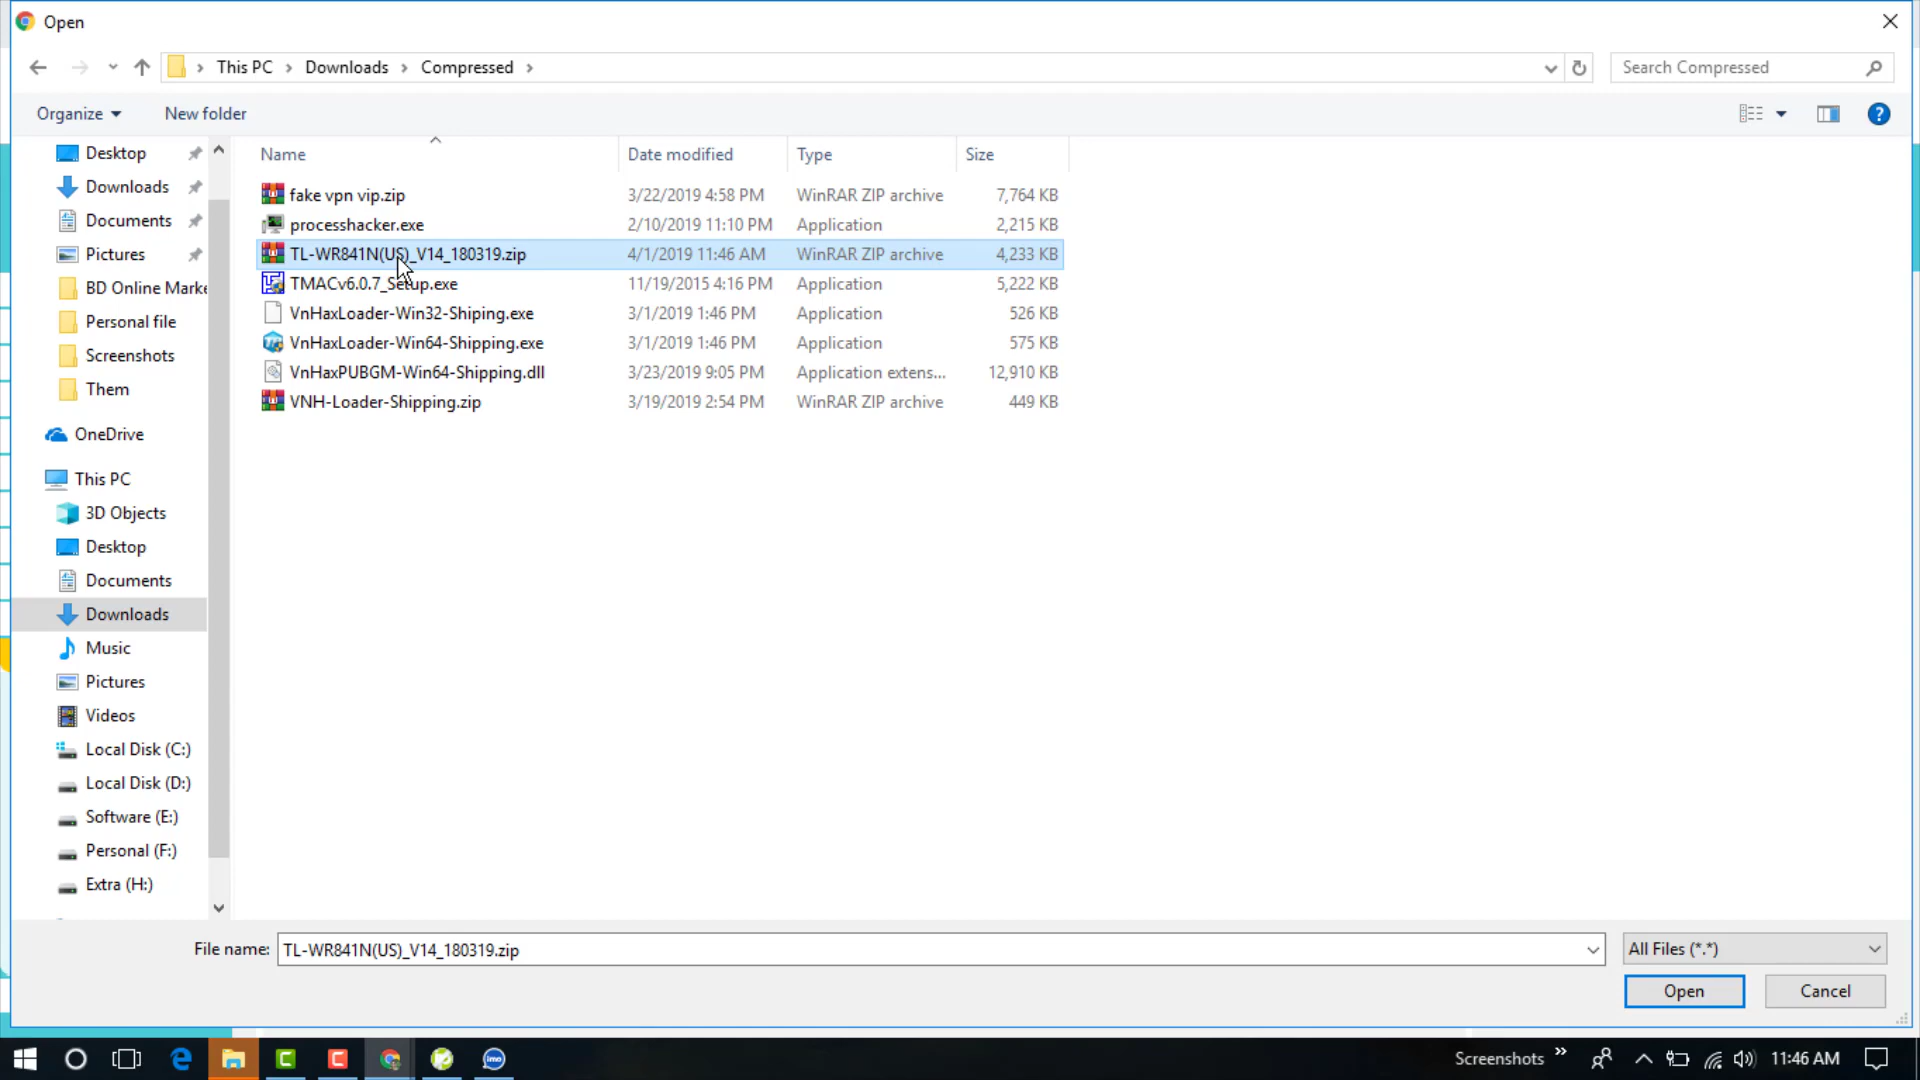 Open
This PC > Downloads > Compressed >
Search Compressed
Organize
New folder
Name
Date modified
Type
Size
fake vpn vip.zip 3/22/2019 4:58 PM WinRAR ZIP archive 7,764 KB
processhacker.exe 2/10/2019 11:10 PM Application 2,215 KB
TL-WR841N(US)_V14_180319.zip 4/1/2019 11:46 AM WinRAR ZIP archive 4,233 KB
TMACv6.0.7_Setup.exe 11/19/2015 4:16 PM Application 5,222 KB
VnHaxLoader-Win32-Shiping.exe 3/1/2019 1:46 PM Application 526 KB
VnHaxLoader-Win64-Shipping.exe 3/1/2019 1:46 PM Application 575 KB
VnHaxPUBGM-Win64-Shipping.dll 3/23/2019 9:05 PM Application extens... 12,910 KB
VNH-Loader-Shipping.zip 3/19/2019 2:54 PM WinRAR ZIP archive 449 KB
Desktop
Downloads
Documents
Pictures
BD Online Marke
Personal file
Screenshots
Them
OneDrive
This PC
3D Objects
Desktop
Documents
Downloads
Music
Pictures
Videos
Local Disk (C:)
Local Disk (D:)
Software (E:)
Personal (F:)
Extra (H:)
File name: TL-WR841N(US)_V14_180319.zip
All Files (*.*)
Open
Cancel
imo
Screenshots » 11:46 AM